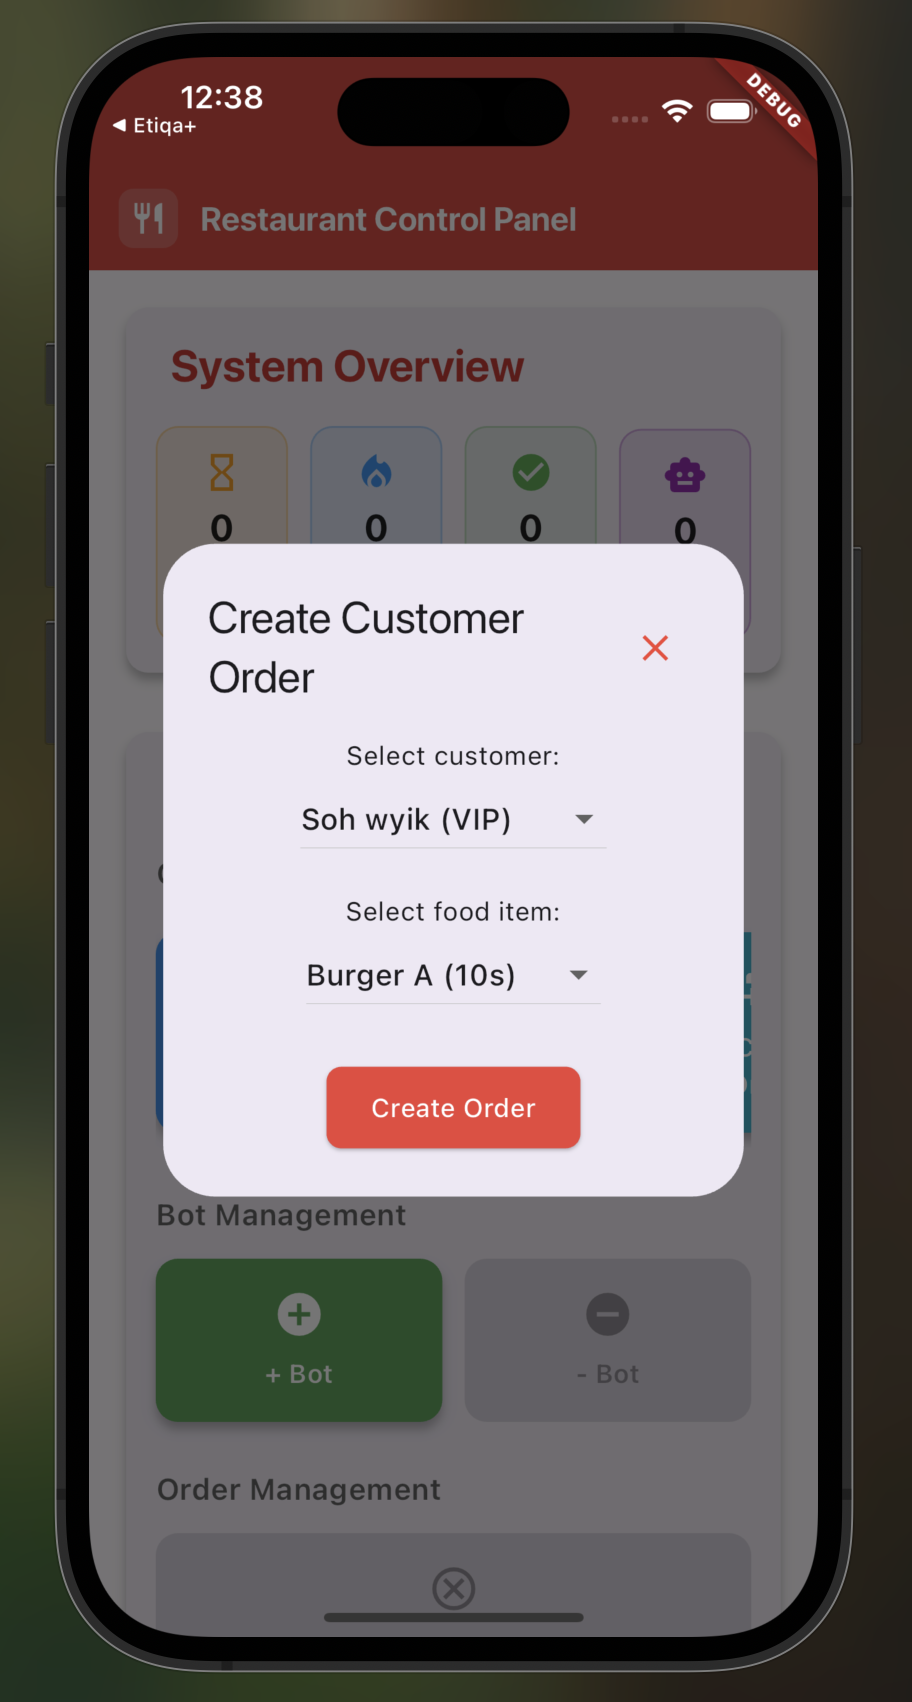 12:38
Etiqa+
DEBUG
Restaurant Control Panel
System Overview
0 0 0 0
Create Customer
Order
Select customer:
Soh wyik (VIP)
Select food item:
Burger A (10s)
Create Order
Bot Management
+ Bot - Bot
Order Management